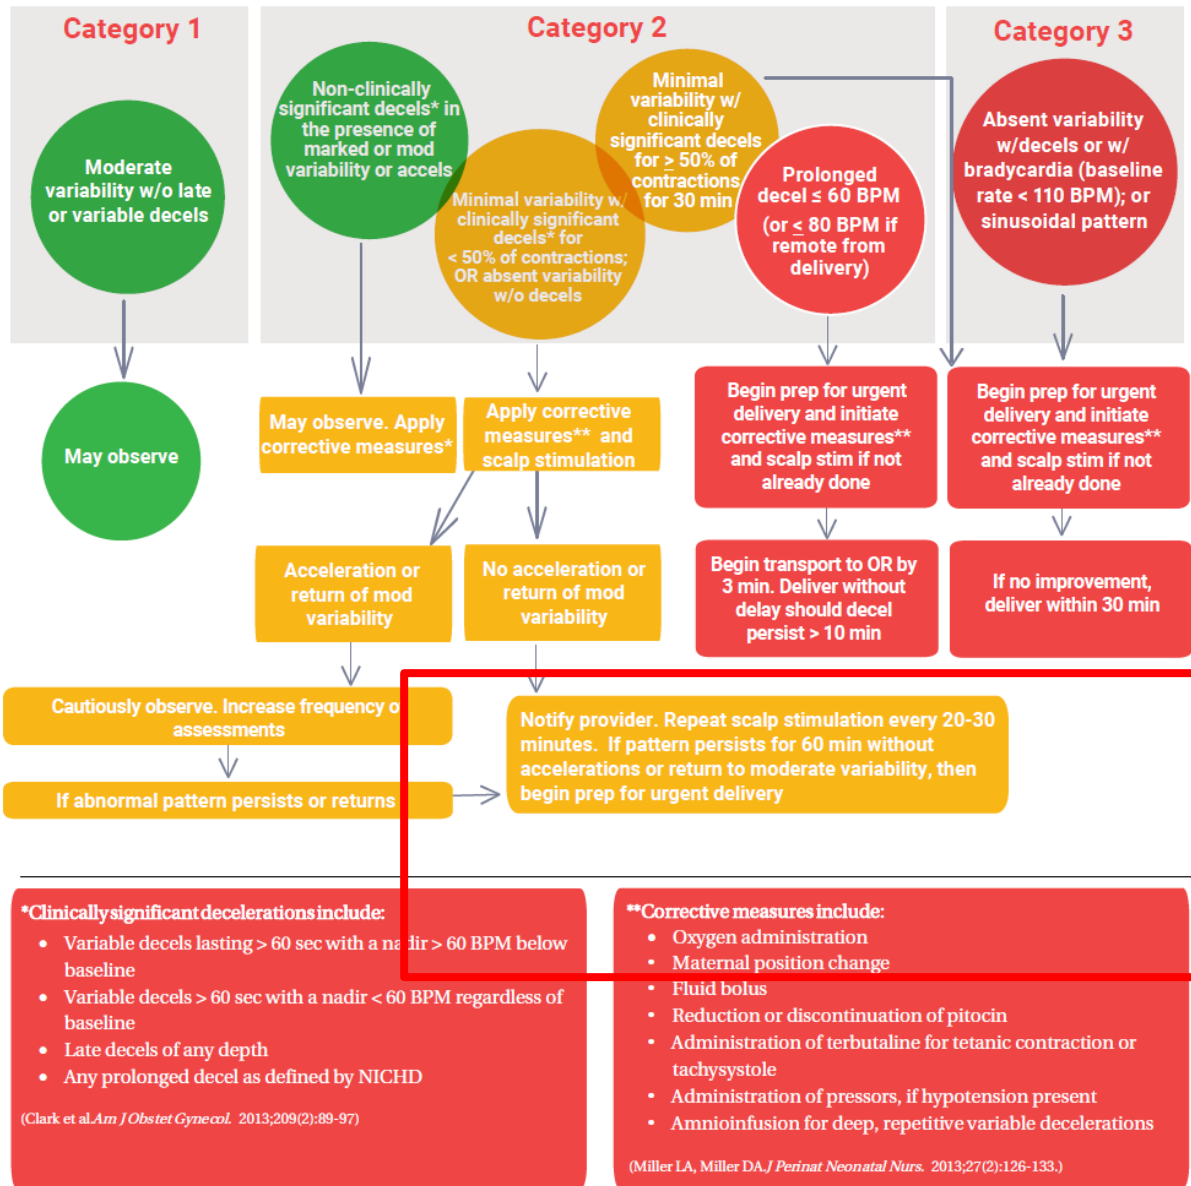 Category 1
Category 2
Category 3
Moderate
variability w/o late
or variable decels
Non-clinically
significant decels* in
the presence of
marked or mod
variability or accels
Minimal variability w/
clinically significant
decels* for
< 50% of contractions;
OR absent variability
w/o decels
Minimal
variability w/
clinically
significant decels
for ≥ 50% of
contractions
for 30 min
Prolonged
decel ≤ 60 BPM
(or ≤ 80 BPM if
remote from
delivery)
Absent variability
w/decels or w/
bradycardia (baseline
rate < 110 BPM); or
sinusoidal pattern
May observe
May observe. Apply
corrective measures*
Apply corrective
measures** and
scalp stimulation
Begin prep for urgent
delivery and initiate
corrective measures**
and scalp stim if not
already done
Begin prep for urgent
delivery and initiate
corrective measures**
and scalp stim if not
already done
Acceleration or
return of mod
variability
No acceleration or
return of mod
variability
Begin transport to OR by
3 min. Deliver without
delay should decel
persist > 10 min
If no improvement,
deliver within 30 min
Cautiously observe. Increase frequency of
assessments
If abnormal pattern persists or returns
Notify provider. Repeat scalp stimulation every 20-30
minutes. If pattern persists for 60 min without
accelerations or return to moderate variability, then
begin prep for urgent delivery
*Clinically significant decelerations include:
• Variable decels lasting > 60 sec with a nadir > 60 BPM below
baseline
• Variable decels > 60 sec with a nadir < 60 BPM regardless of
baseline
• Late decels of any depth
• Any prolonged decel as defined by NICHD
(Clark et al. Am J Obstet Gynecol. 2013;209(2):89-97)
**Corrective measures include:
• Oxygen administration
• Maternal position change
• Fluid bolus
• Reduction or discontinuation of pitocin
• Administration of terbutaline for tetanic contraction or
tachysystole
• Administration of pressors, if hypotension present
• Amnioinfusion for deep, repetitive variable decelerations
(Miller LA, Miller DA. J Perinat Neonatal Nurs. 2013;27(2):126-133.)